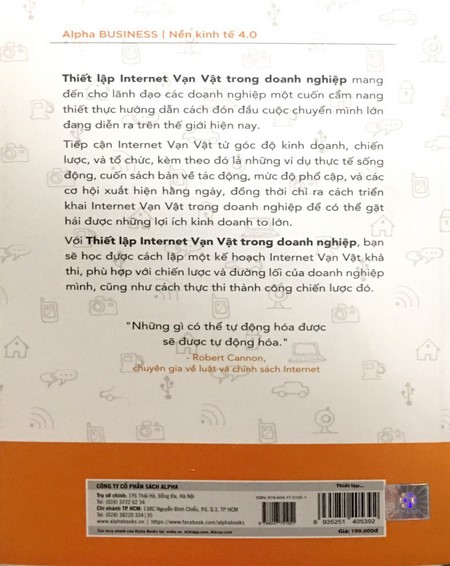 Alpha BUSINESS | Nền kinh tế 4.0
Thiết lập Internet Vạn Vật trong doanh nghiệp mang
đến cho lãnh đạo các doanh nghiệp một cuốn cẩm nang
thiết thực hướng dẫn cách đón đầu cuộc chuyển mình lớn
đang diễn ra trên thế giới hiện nay.
Tiếp cận Internet Vạn Vật từ góc độ kinh doanh, chiến
lược, và tổ chức, kèm theo đó là những ví dụ thực tế sống
động, cuốn sách bàn về tác động, mức độ phổ cập, và các
cơ hội xuất hiện hằng ngày, đồng thời chỉ ra cách triển
khai Internet Vạn Vật trong doanh nghiệp để có thể gặt
hái được những lợi ích kinh doanh to lớn.
Với Thiết lập Internet Vạn Vật trong doanh nghiệp, bạn
sẽ học được cách lập một kế hoạch Internet Vạn Vật khả
thi, phù hợp với chiến lược và đường lối của doanh nghiệp
mình, cũng như cách thực thi thành công chiến lược đó.
"Những gì có thể tự động hóa được
sẽ được tự động hóa."
- Robert Cannon,
chuyên gia về luật và chính sách Internet
CÔNG TY CỔ PHẦN SÁCH ALPHA
Trụ sở chính: 176 Thái Hà, Đống Đa, Hà Nội
Tel: (024) 3722 62 34
Chi nhánh TP. HCM: 138C Nguyễn Đình Chiểu, P.6, Q.3, TP. HCM
Tel: (028) 38220 334 | 35
www.alphabooks.vn | https://www.facebook.com/alphabooks
Thiết lập...
8 935251 405392
Giá: 199.000đ